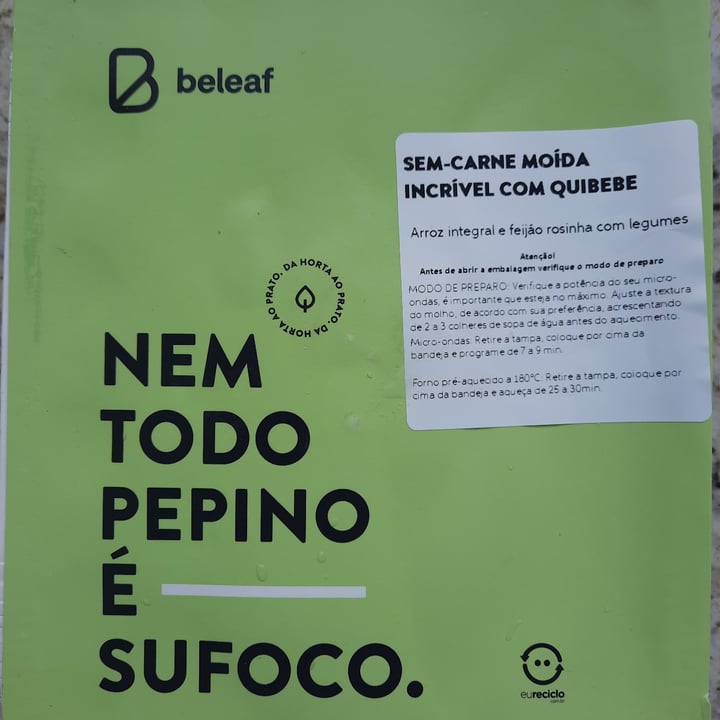 beleaf
SEM-CARNE MOÍDA
INCRÍVEL COM QUIBEBE
Arroz integral e feijão rosinha com legumes
Atenção!
Antes de abrir a embalagem verifique o modo de preparo
MODO DE PREPARO: Verifique a potência do seu micro-
ondas, é importante que esteja no máximo. Ajuste a textura
do molho, de acordo com sua preferência, acrescentando
de 2 a 3 colheres de sopa de água antes do aquecimento.
Micro-ondas: Retire a tampa, coloque por cima da
bandeja e programe de 7 a 9 min.
Forno pré-aquecido a 180°C: Retire a tampa, coloque por
cima da bandeja e aqueça de 25 a 30min.
DA HORTA AO PRATO. DA HORTA AO PRATO.
NEM
TODO
PEPINO
É
SUFOCO.
eureciclo